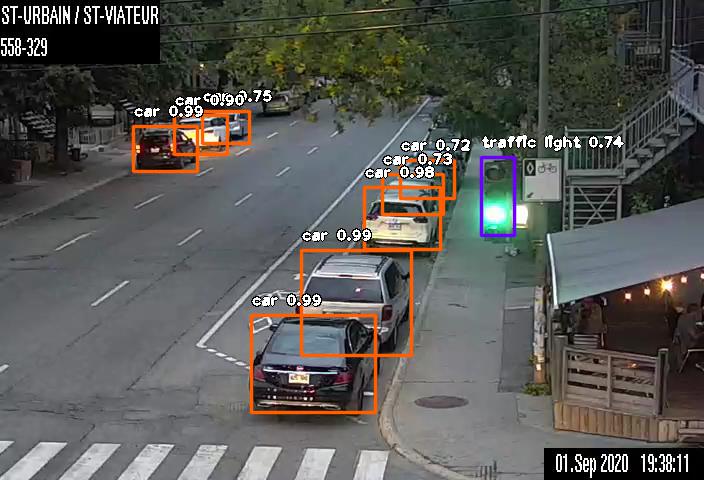 ST-URBAIN / ST-VIATEUR
558-329
car 0.75
car 0.90
car 0.99
car 0.72
traffic light 0.74
car 0.73
car 0.98
car 0.99
car 0.99
01.Sep 2020 19:38:11